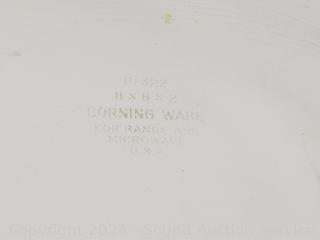 P-322
8 X 8 X 2
CORNING WARE
FOR RANGE AND
MICROWAVE
U.S.A.
Copyright 2024 - Sound Auction Service